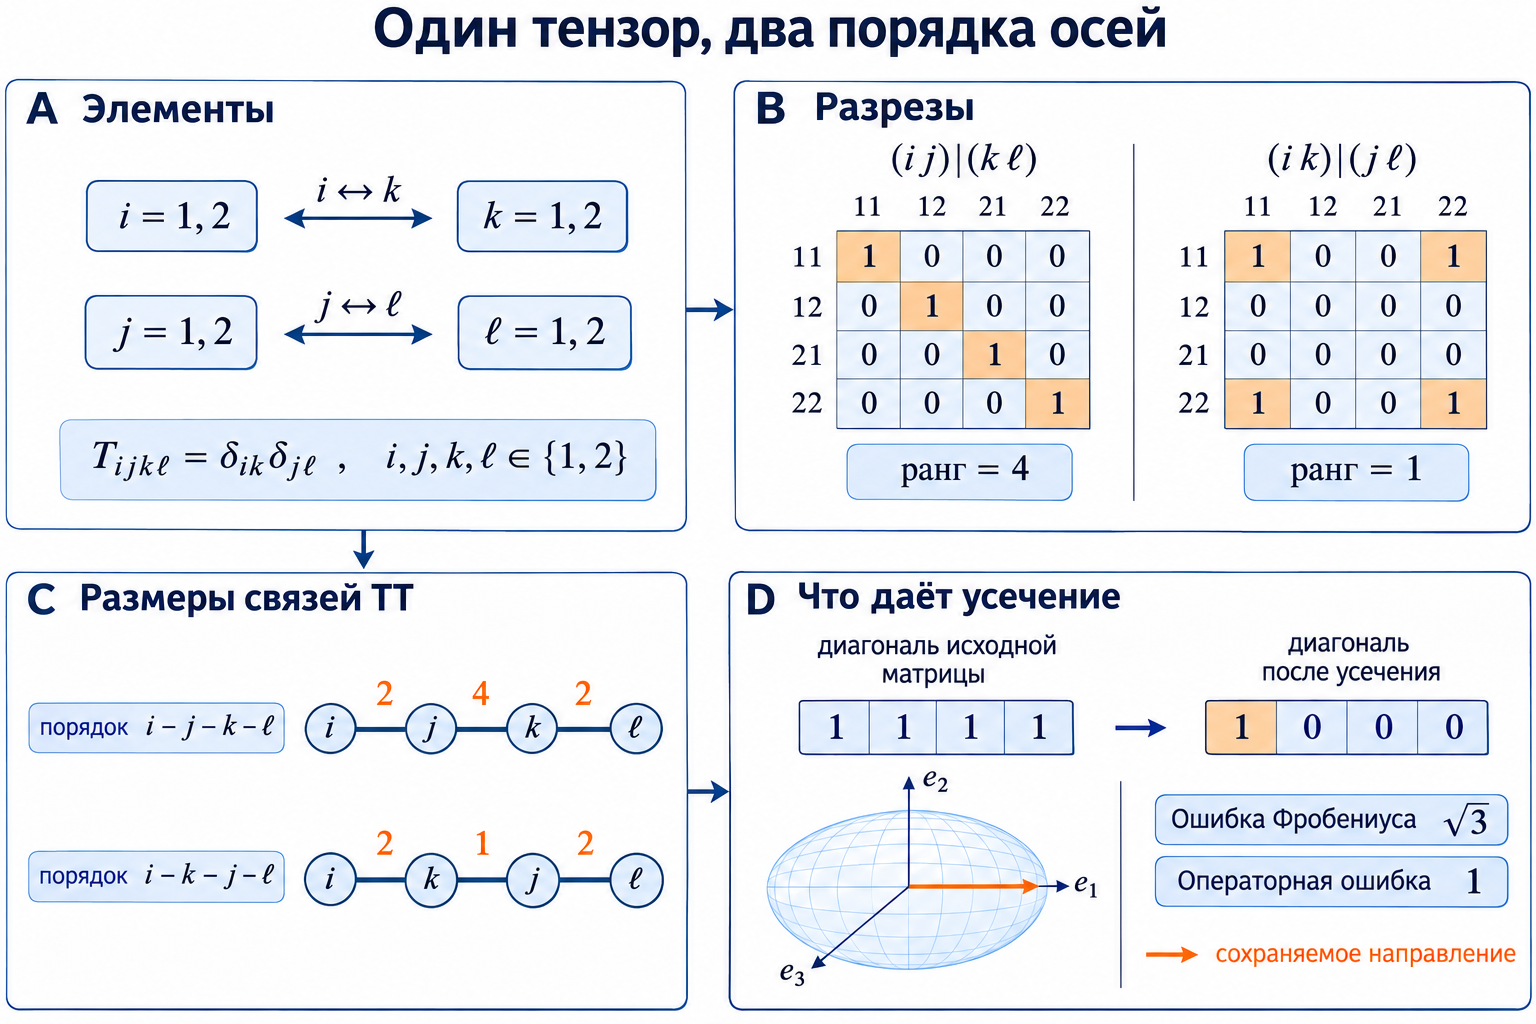 Один тензор, два порядка осей
A Элементы
i = 1, 2
i ↔ k
k = 1, 2
j = 1, 2
j ↔ ℓ
ℓ = 1, 2
T_{ijkℓ} = δ_{ik} δ_{jℓ} , i, j, k, ℓ ∈ {1, 2}
B Разрезы
(i j)|(k ℓ)
11 12 21 22
11 1 0 0 0
12 0 1 0 0
21 0 0 1 0
22 0 0 0 1
ранг = 4
(i k)|(j ℓ)
11 12 21 22
11 1 0 0 1
12 0 0 0 0
21 0 0 0 0
22 1 0 0 1
ранг = 1
C Размеры связей ТТ
2 4 2
порядок i – j – k – ℓ i j k ℓ
2 1 2
порядок i – k – j – ℓ i k j ℓ
D Что даёт усечение
диагональ исходной
матрицы
1 1 1 1
диагональ
после усечения
1 0 0 0
e₂
e₁
e₃
Ошибка Фробениуса √3
Операторная ошибка 1
сохраняемое направление